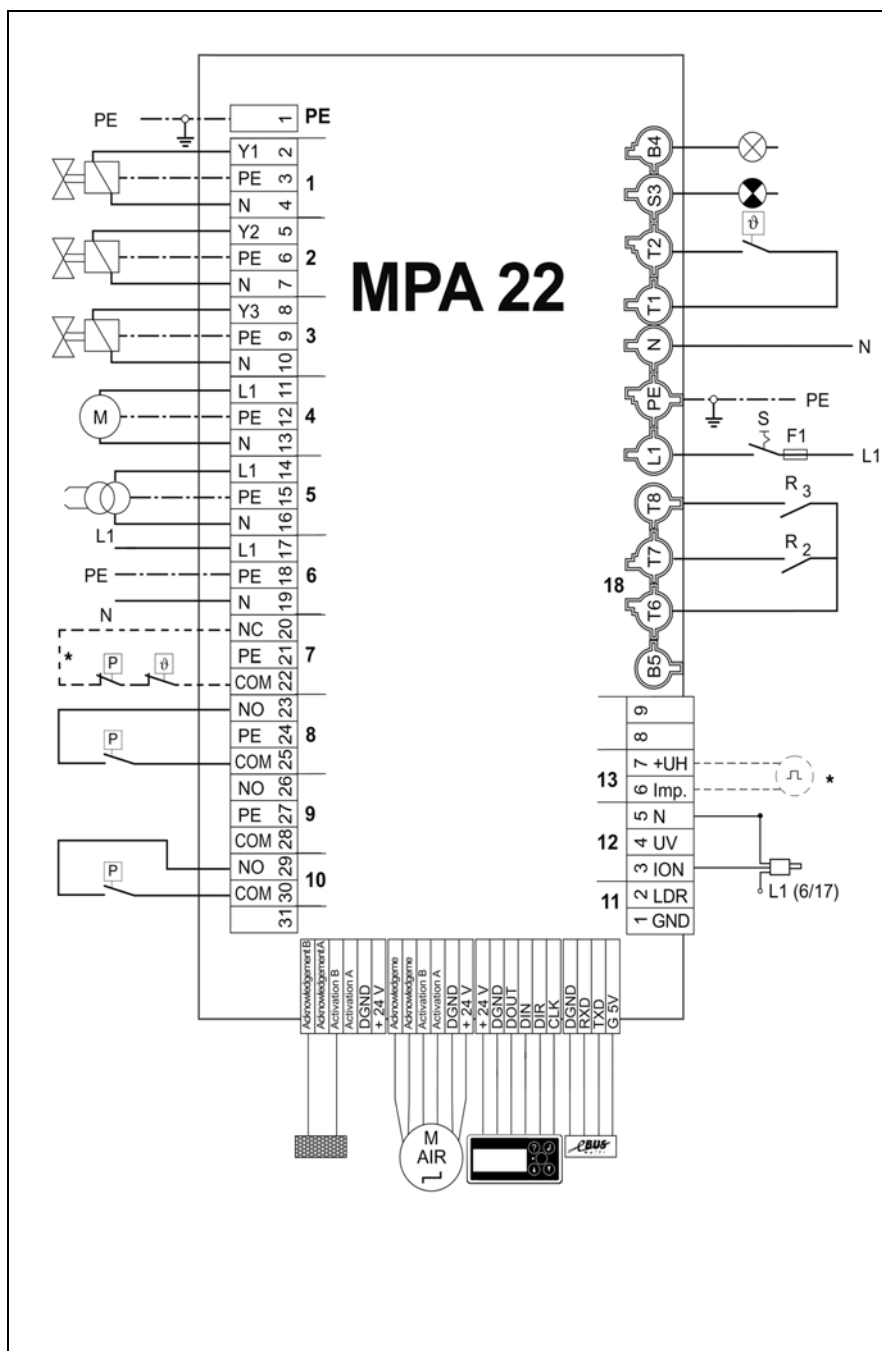 MPA 22
PE
1 PE
Y1 2
PE 3 1
N 4
Y2 5
PE 6 2
N 7
Y3 8
PE 9 3
N 10
L1 11
M PE 12 4
N 13
L1 14
PE 15 5
N 16
L1
L1 17
PE PE 18 6
N 19
N
NC 20
* P ϑ PE 21 7
COM 22
NO 23
P PE 24 8
COM 25
NO 26
PE 27 9
COM 28
P NO 29 10
COM 30
31
B4
S3
ϑ
T2
T1
N N
PE PE
S F1
L1 L1
T8 R3
T7 R2
18
T6
B5
9
8
13 7 +UH
6 Imp. *
5 N
12 4 UV
3 ION
L1 (6/17)
11 2 LDR
1 GND
Acknowledgement B
Acknowledgement A
Activation B
Activation A
DGND
+ 24 V
Acknowledgeme
Acknowledgeme
Activation B
Activation A
DGND
+ 24 V
+ 24 V
DGND
DOUT
DIN
DIR
CLK
DGND
RXD
TXD
G 5V
M
AIR
?
eBUS